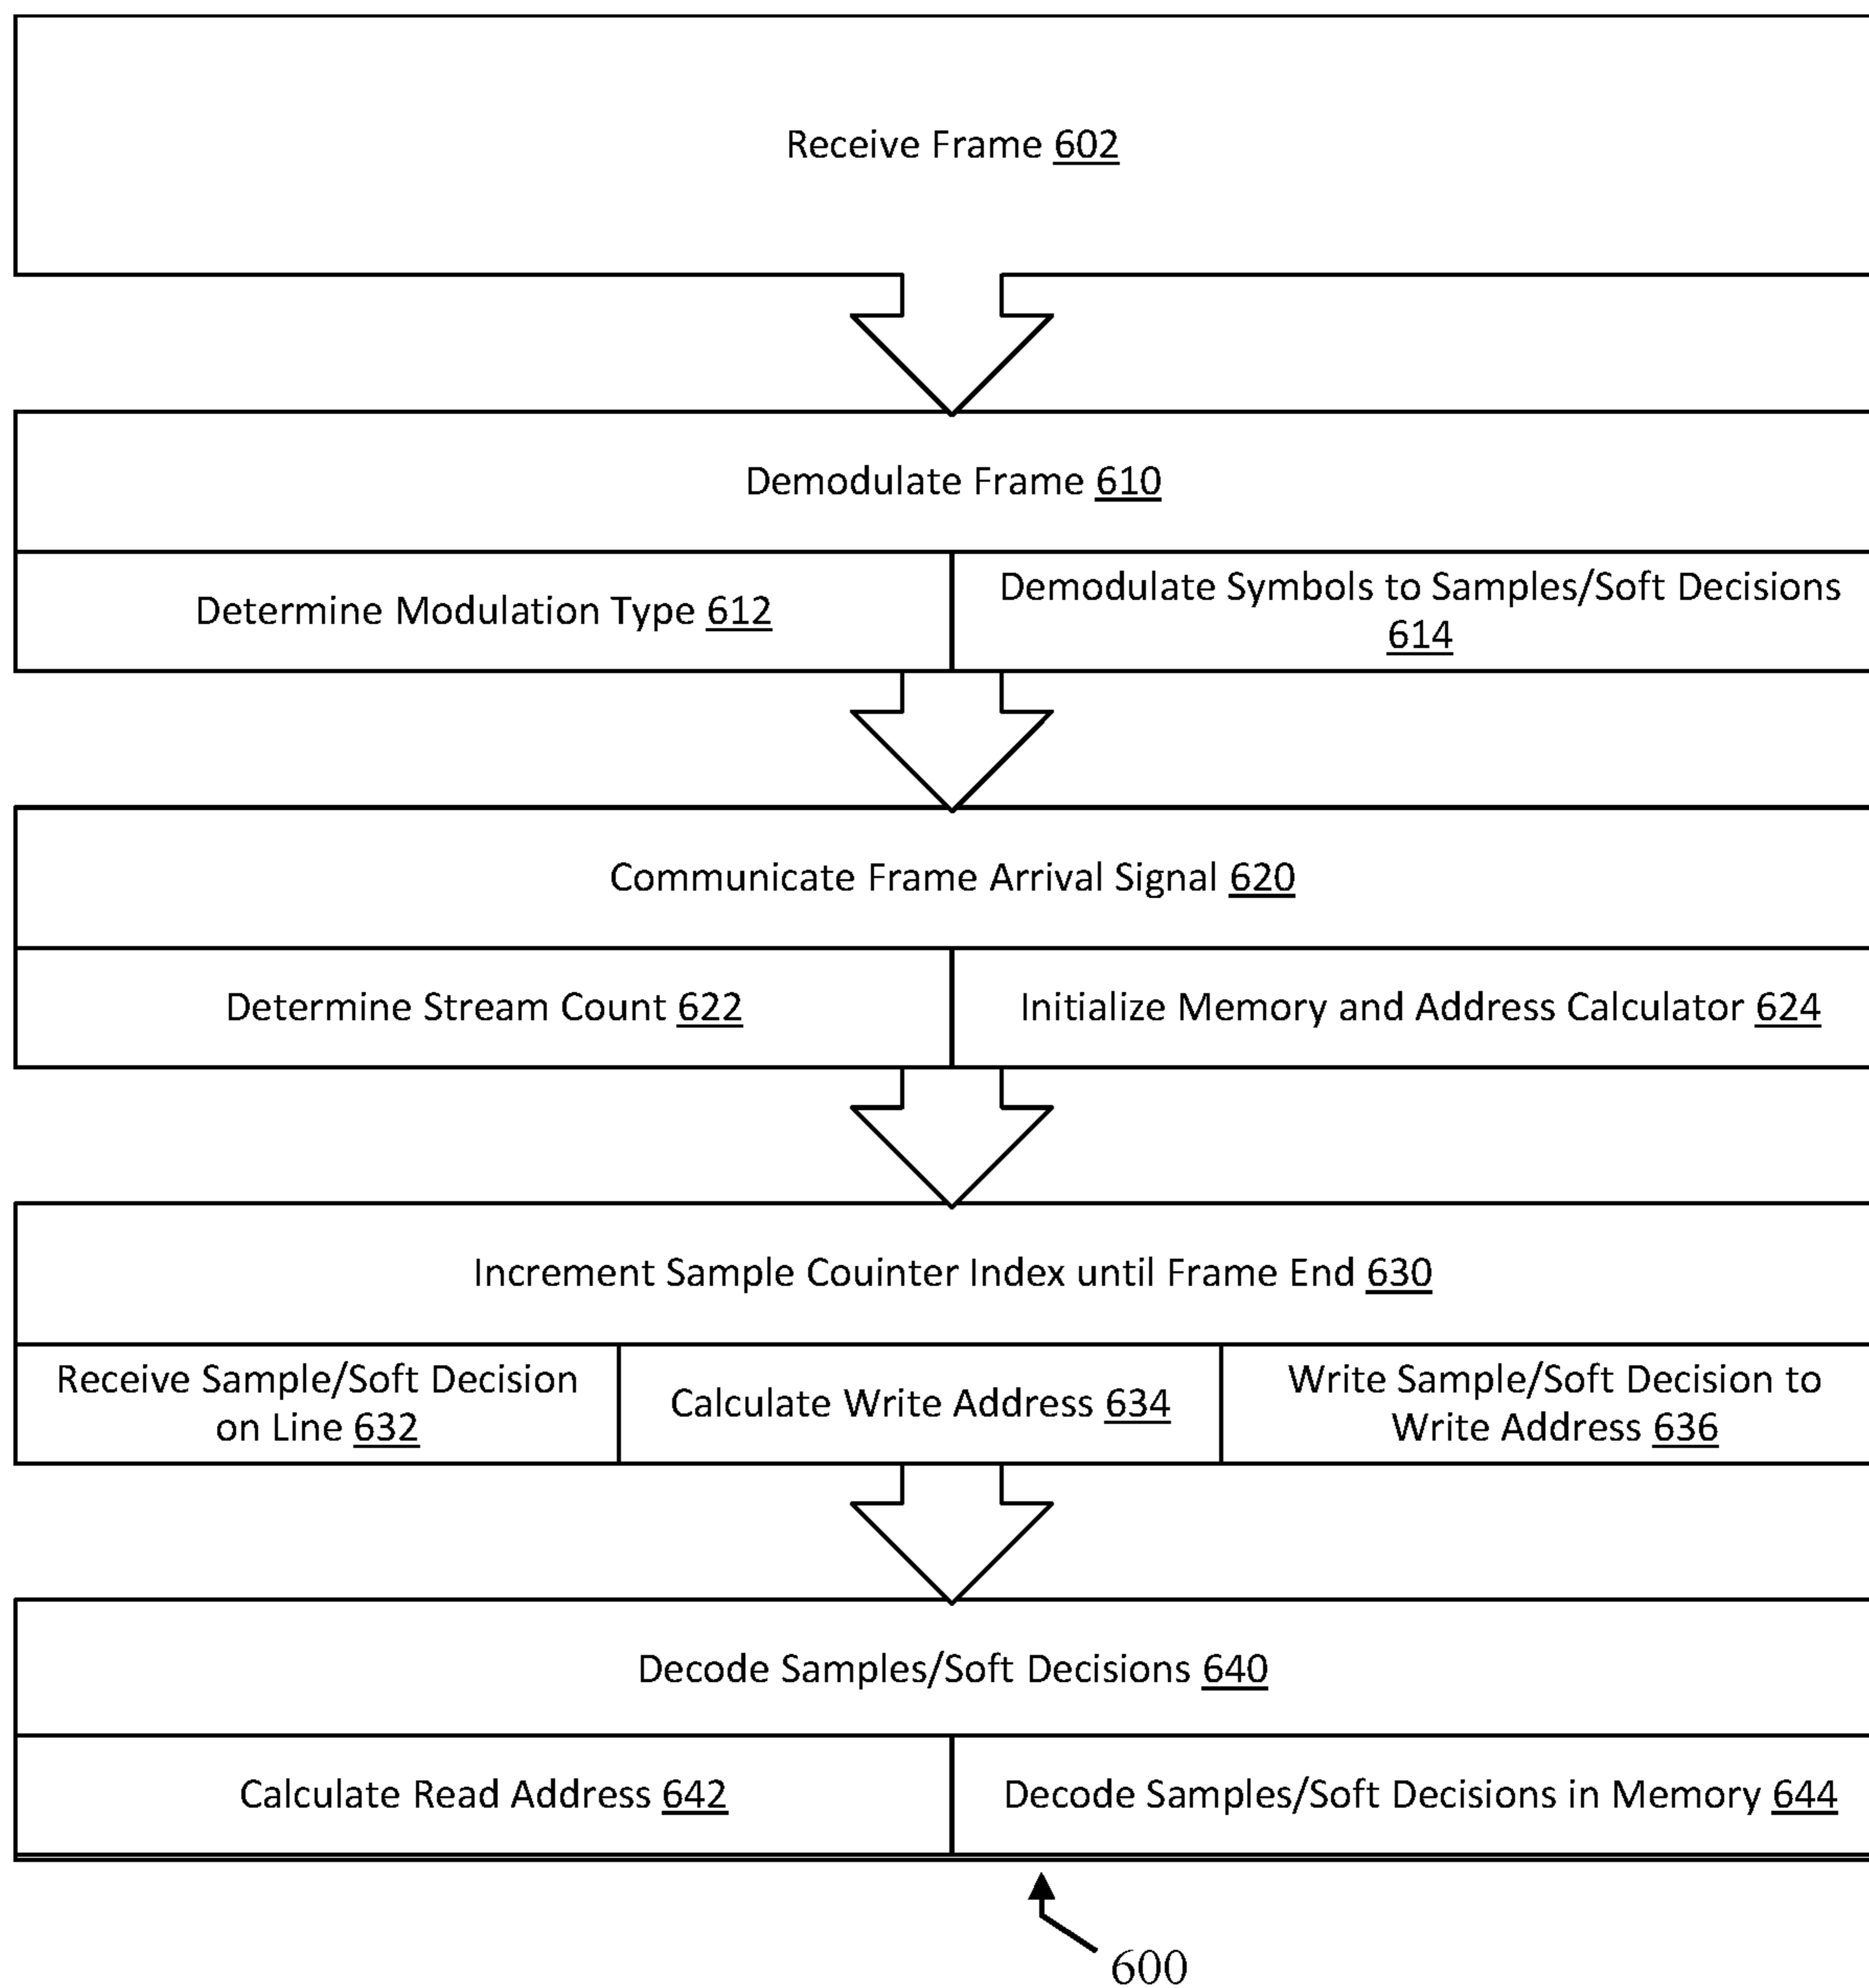 Receive Frame 602
Demodulate Frame 610
Determine Modulation Type 612
Demodulate Symbols to Samples/Soft Decisions
614
Communicate Frame Arrival Signal 620
Determine Stream Count 622
Initialize Memory and Address Calculator 624
Increment Sample Couinter Index until Frame End 630
Receive Sample/Soft Decision
on Line 632
Calculate Write Address 634
Write Sample/Soft Decision to
Write Address 636
Decode Samples/Soft Decisions 640
Calculate Read Address 642
Decode Samples/Soft Decisions in Memory 644
600